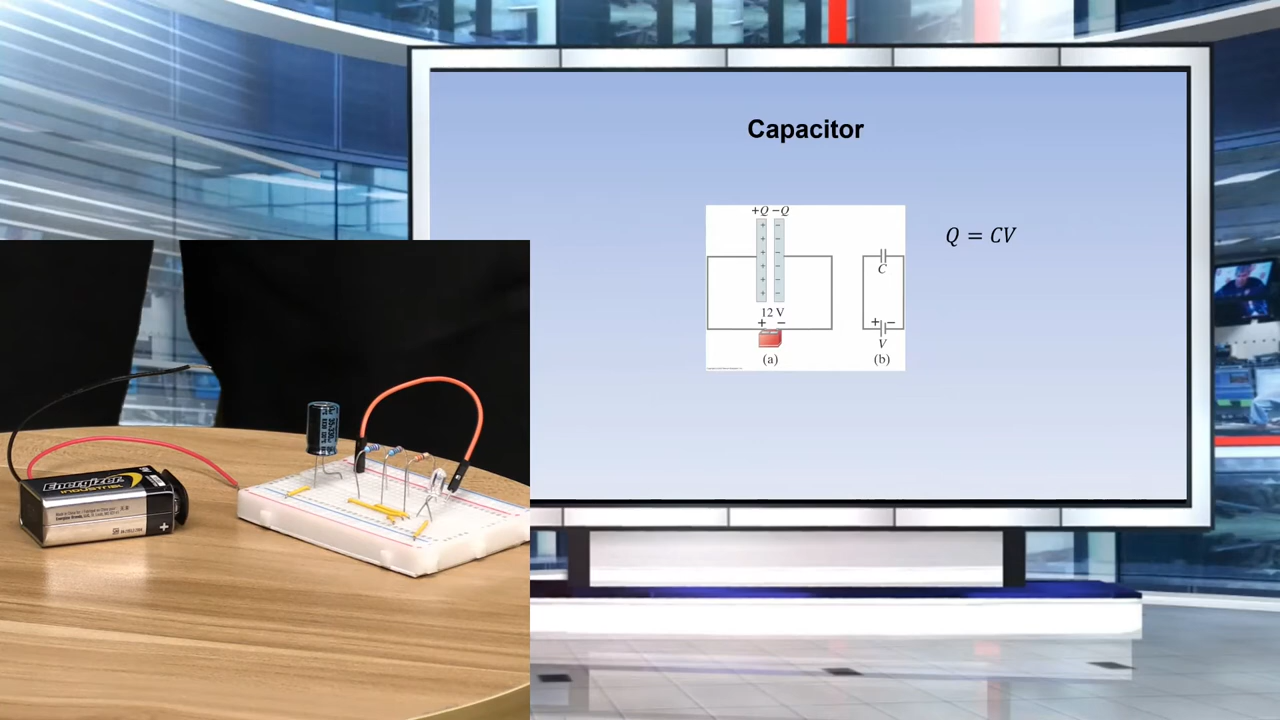 Capacitor
+Q −Q
Q = CV
C
12 V
+ −
+ −
V
(a)
(b)
Energizer
INDUSTRIAL
+